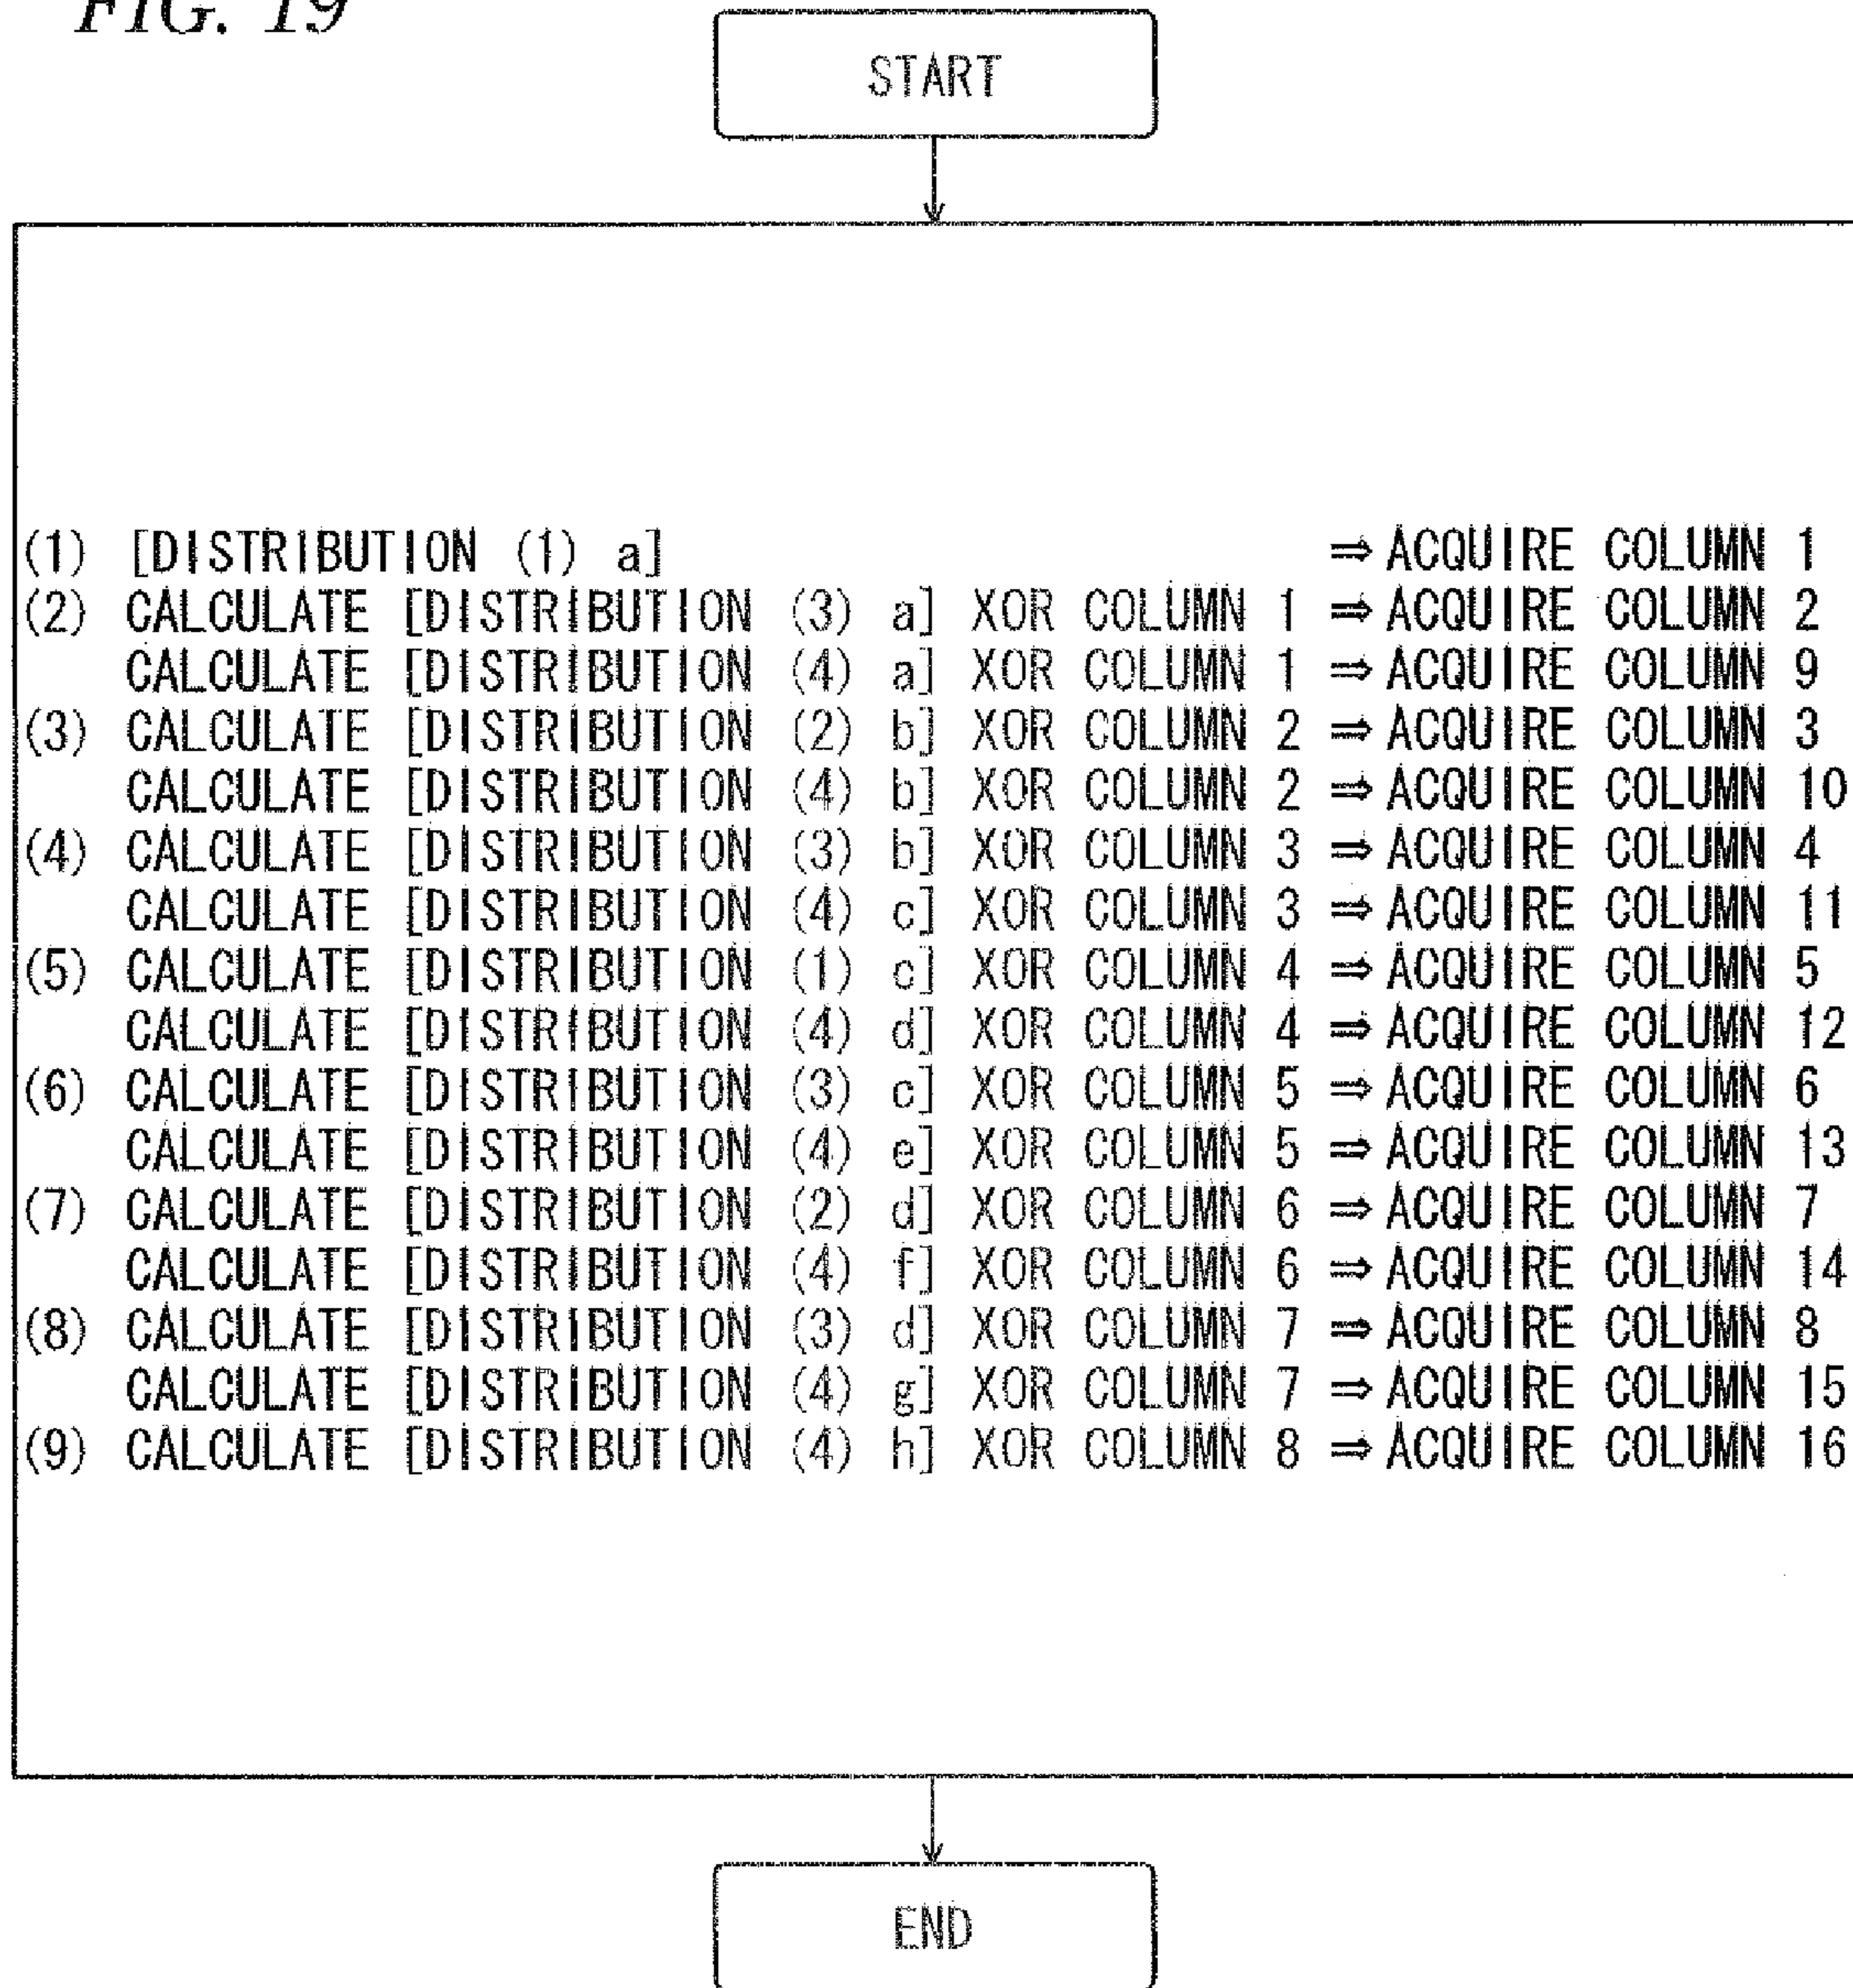 FIG. 19
START
(1) [DISTRIBUTION (1) a] ⇒ ACQUIRE COLUMN 1
(2) CALCULATE [DISTRIBUTION (3) a] XOR COLUMN 1 ⇒ ACQUIRE COLUMN 2
CALCULATE [DISTRIBUTION (4) a] XOR COLUMN 1 ⇒ ACQUIRE COLUMN 9
(3) CALCULATE [DISTRIBUTION (2) b] XOR COLUMN 2 ⇒ ACQUIRE COLUMN 3
CALCULATE [DISTRIBUTION (4) b] XOR COLUMN 2 ⇒ ACQUIRE COLUMN 10
(4) CALCULATE [DISTRIBUTION (3) b] XOR COLUMN 3 ⇒ ACQUIRE COLUMN 4
CALCULATE [DISTRIBUTION (4) c] XOR COLUMN 3 ⇒ ACQUIRE COLUMN 11
(5) CALCULATE [DISTRIBUTION (1) c] XOR COLUMN 4 ⇒ ACQUIRE COLUMN 5
CALCULATE [DISTRIBUTION (4) d] XOR COLUMN 4 ⇒ ACQUIRE COLUMN 12
(6) CALCULATE [DISTRIBUTION (3) c] XOR COLUMN 5 ⇒ ACQUIRE COLUMN 6
CALCULATE [DISTRIBUTION (4) e] XOR COLUMN 5 ⇒ ACQUIRE COLUMN 13
(7) CALCULATE [DISTRIBUTION (2) d] XOR COLUMN 6 ⇒ ACQUIRE COLUMN 7
CALCULATE [DISTRIBUTION (4) f] XOR COLUMN 6 ⇒ ACQUIRE COLUMN 14
(8) CALCULATE [DISTRIBUTION (3) d] XOR COLUMN 7 ⇒ ACQUIRE COLUMN 8
CALCULATE [DISTRIBUTION (4) g] XOR COLUMN 7 ⇒ ACQUIRE COLUMN 15
(9) CALCULATE [DISTRIBUTION (4) h] XOR COLUMN 8 ⇒ ACQUIRE COLUMN 16
END